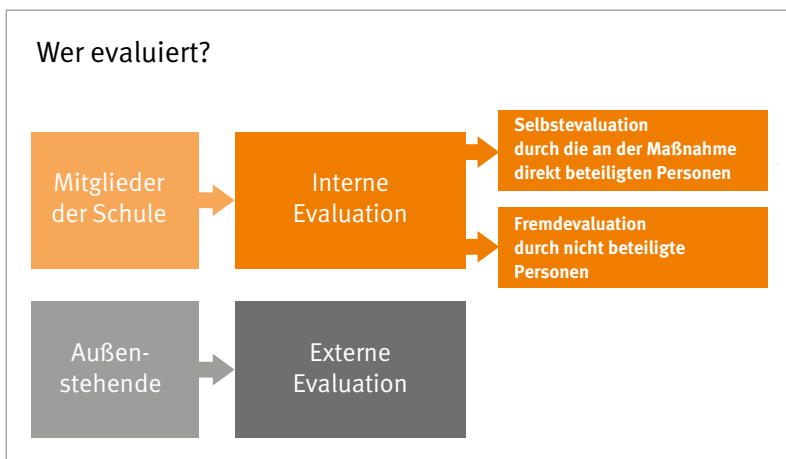 Wer evaluiert?
Mitglieder
der Schule
Interne
Evaluation
Selbstevaluation
durch die an der Maßnahme
direkt beteiligten Personen
Fremdevaluation
durch nicht beteiligte
Personen
Außen-
stehende
Externe
Evaluation